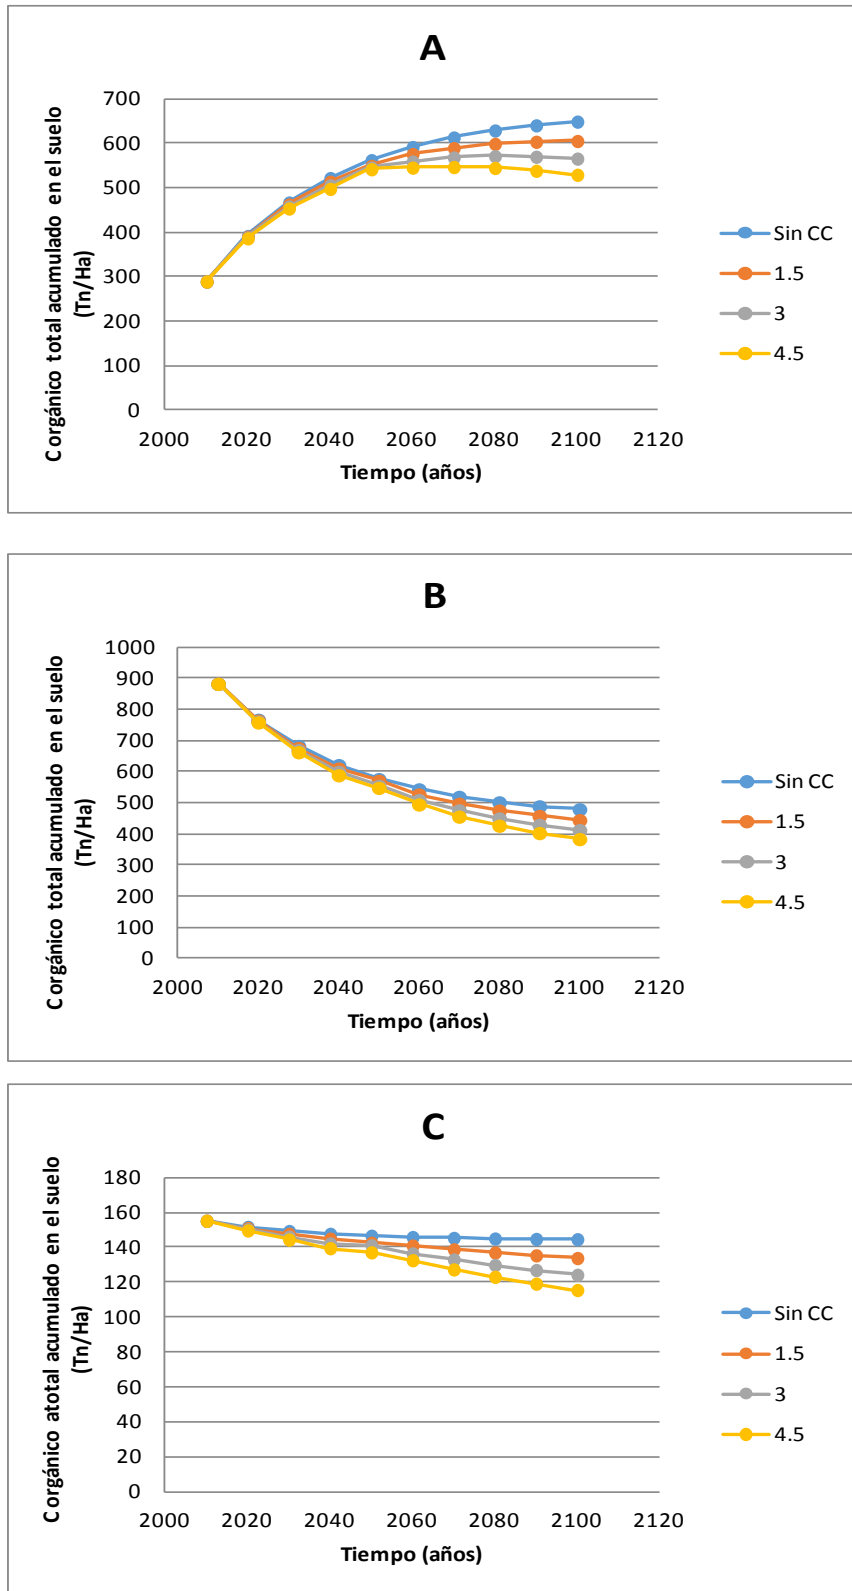 A
C orgánico total acumulado en el suelo
(Tn/Ha)
700
600
500
400
300
200
100
0
2000 2020 2040 2060 2080 2100 2120
Tiempo (años)
Sin CC
1.5
3
4.5
B
C orgánico total acumulado en el suelo
(Tn/Ha)
1000
900
800
700
600
500
400
300
200
100
0
2000 2020 2040 2060 2080 2100 2120
Tiempo (años)
Sin CC
1.5
3
4.5
C
C orgánico atotal acumulado en el suelo
(Tn/Ha)
180
160
140
120
100
80
60
40
20
0
2000 2020 2040 2060 2080 2100 2120
Tiempo (años)
Sin CC
1.5
3
4.5